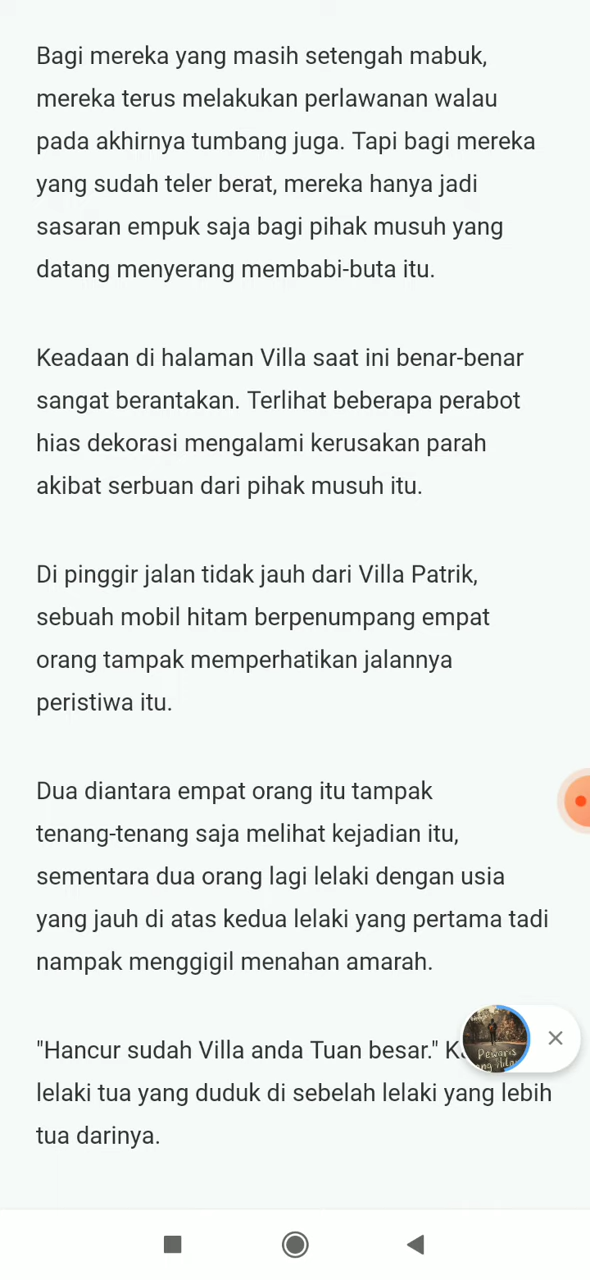 Bagi mereka yang masih setengah mabuk,
mereka terus melakukan perlawanan walau
pada akhirnya tumbang juga. Tapi bagi mereka
yang sudah teler berat, mereka hanya jadi
sasaran empuk saja bagi pihak musuh yang
datang menyerang membabi-buta itu.
Keadaan di halaman Villa saat ini benar-benar
sangat berantakan. Terlihat beberapa perabot
hias dekorasi mengalami kerusakan parah
akibat serbuan dari pihak musuh itu.
Di pinggir jalan tidak jauh dari Villa Patrik,
sebuah mobil hitam berpenumpang empat
orang tampak memperhatikan jalannya
peristiwa itu.
Dua diantara empat orang itu tampak
tenang-tenang saja melihat kejadian itu,
sementara dua orang lagi lelaki dengan usia
yang jauh di atas kedua lelaki yang pertama tadi
nampak menggigil menahan amarah.
"Hancur sudah Villa anda Tuan besar."
Pewaris
lelaki tua yang duduk di sebelah lelaki yang lebih
tua darinya.